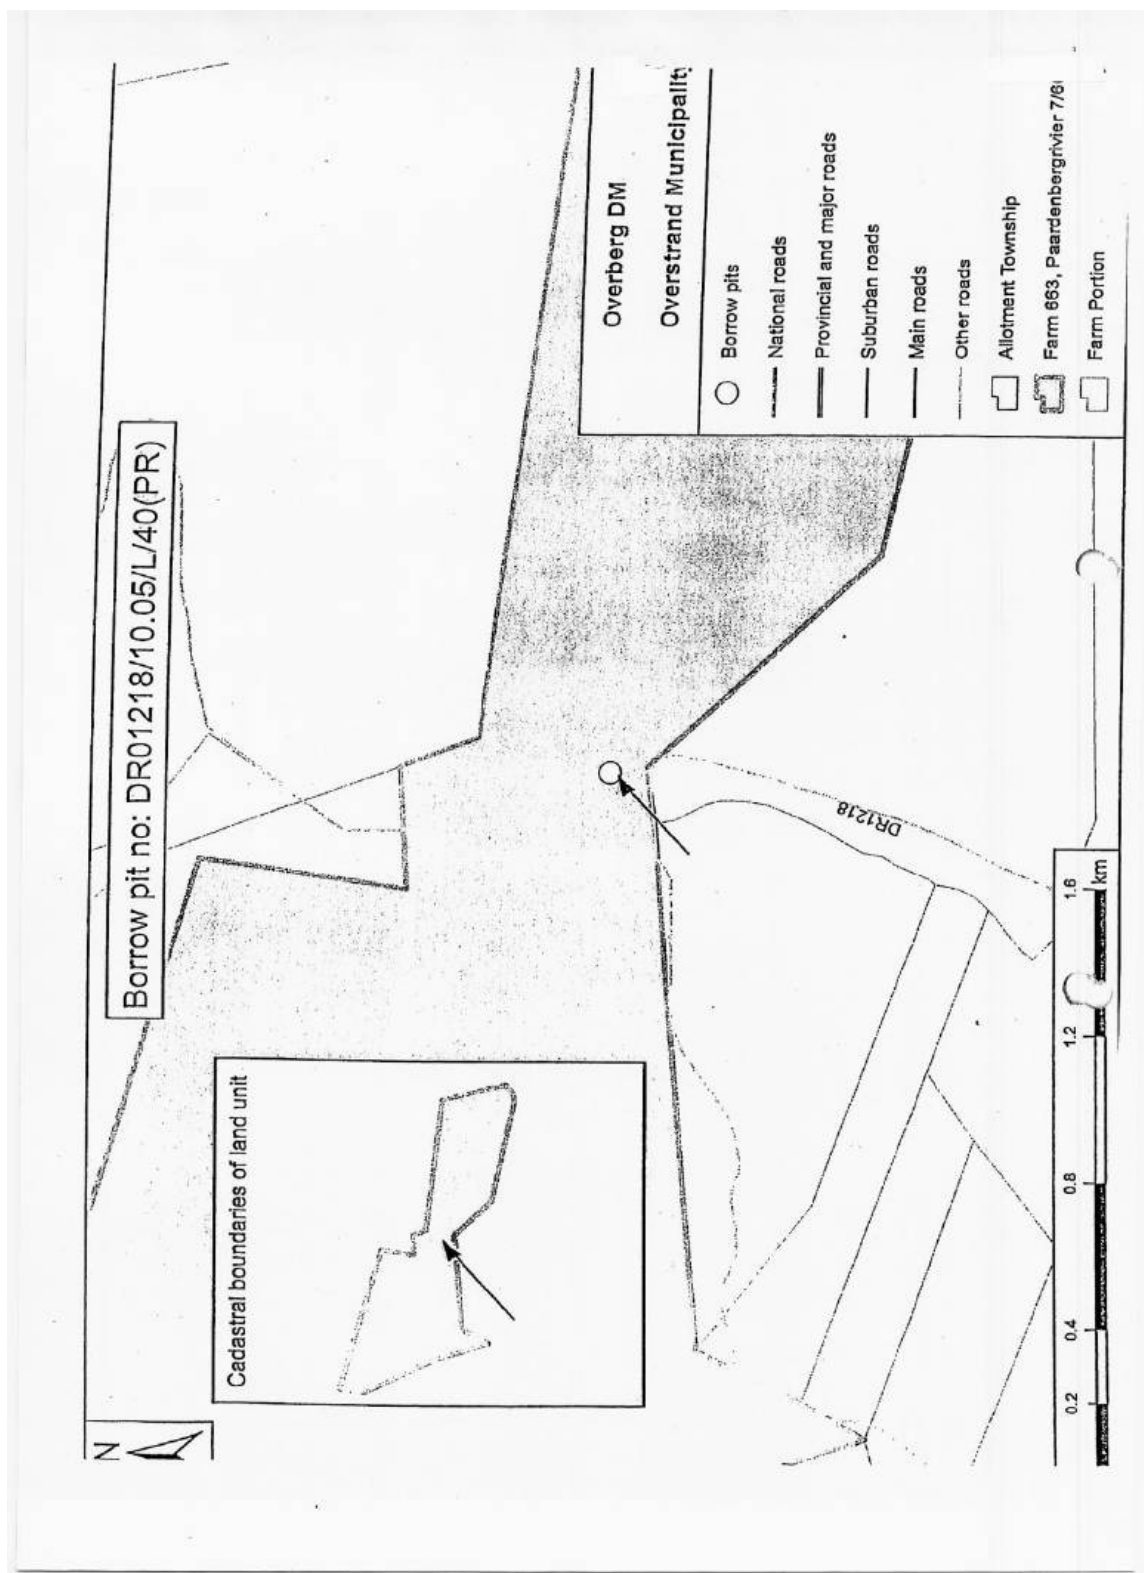 Borrow pit no: DR01218/10.05/L/40(PR)
N
Cadastral boundaries of land unit
DR1218
Overberg DM
Overstrand Municipality
Borrow pits
National roads
Provincial and major roads
Suburban roads
Main roads
Other roads
Allotment Township
Farm 663, Paardenbergrivier 7/6
Farm Portion
0.2 0.4 0.8 1.2 1.6
km